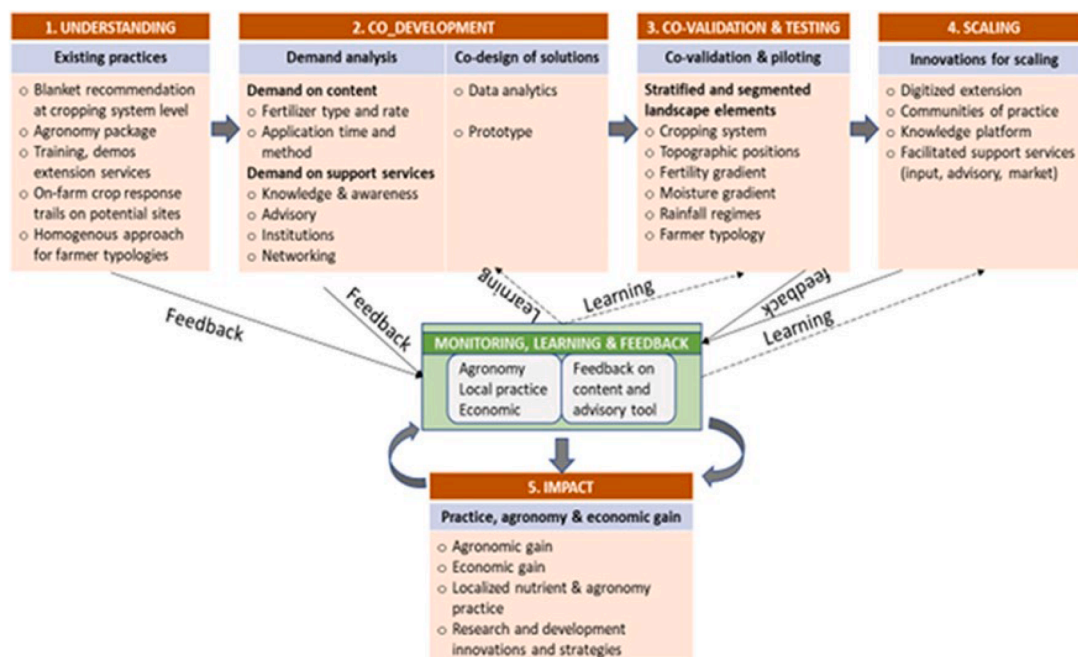 1. UNDERSTANDING
Existing practices
○ Blanket recommendation
at cropping system level
○ Agronomy package
○ Training, demos
extension services
○ On-farm crop response
trails on potential sites
○ Homogenous approach
for farmer typologies
2. CO_DEVELOPMENT
Demand analysis
Demand on content
○ Fertilizer type and rate
○ Application time and
method
Demand on support services
○ Knowledge & awareness
○ Advisory
○ Institutions
○ Networking
Co-design of solutions
○ Data analytics
○ Prototype
3. CO-VALIDATION & TESTING
Co-validation & piloting
Stratified and segmented
landscape elements
○ Cropping system
○ Topographic positions
○ Fertility gradient
○ Moisture gradient
○ Rainfall regimes
○ Farmer typology
4. SCALING
Innovations for scaling
○ Digitized extension
○ Communities of practice
○ Knowledge platform
○ Facilitated support services
(input, advisory, market)
Feedback
Feedback
Learning
Learning
feedback
Learning
MONITORING, LEARNING & FEEDBACK
Agronomy
Local practice
Economic
Feedback on
content and
advisory tool
5. IMPACT
Practice, agronomy & economic gain
○ Agronomic gain
○ Economic gain
○ Localized nutrient & agronomy
practice
○ Research and development
innovations and strategies